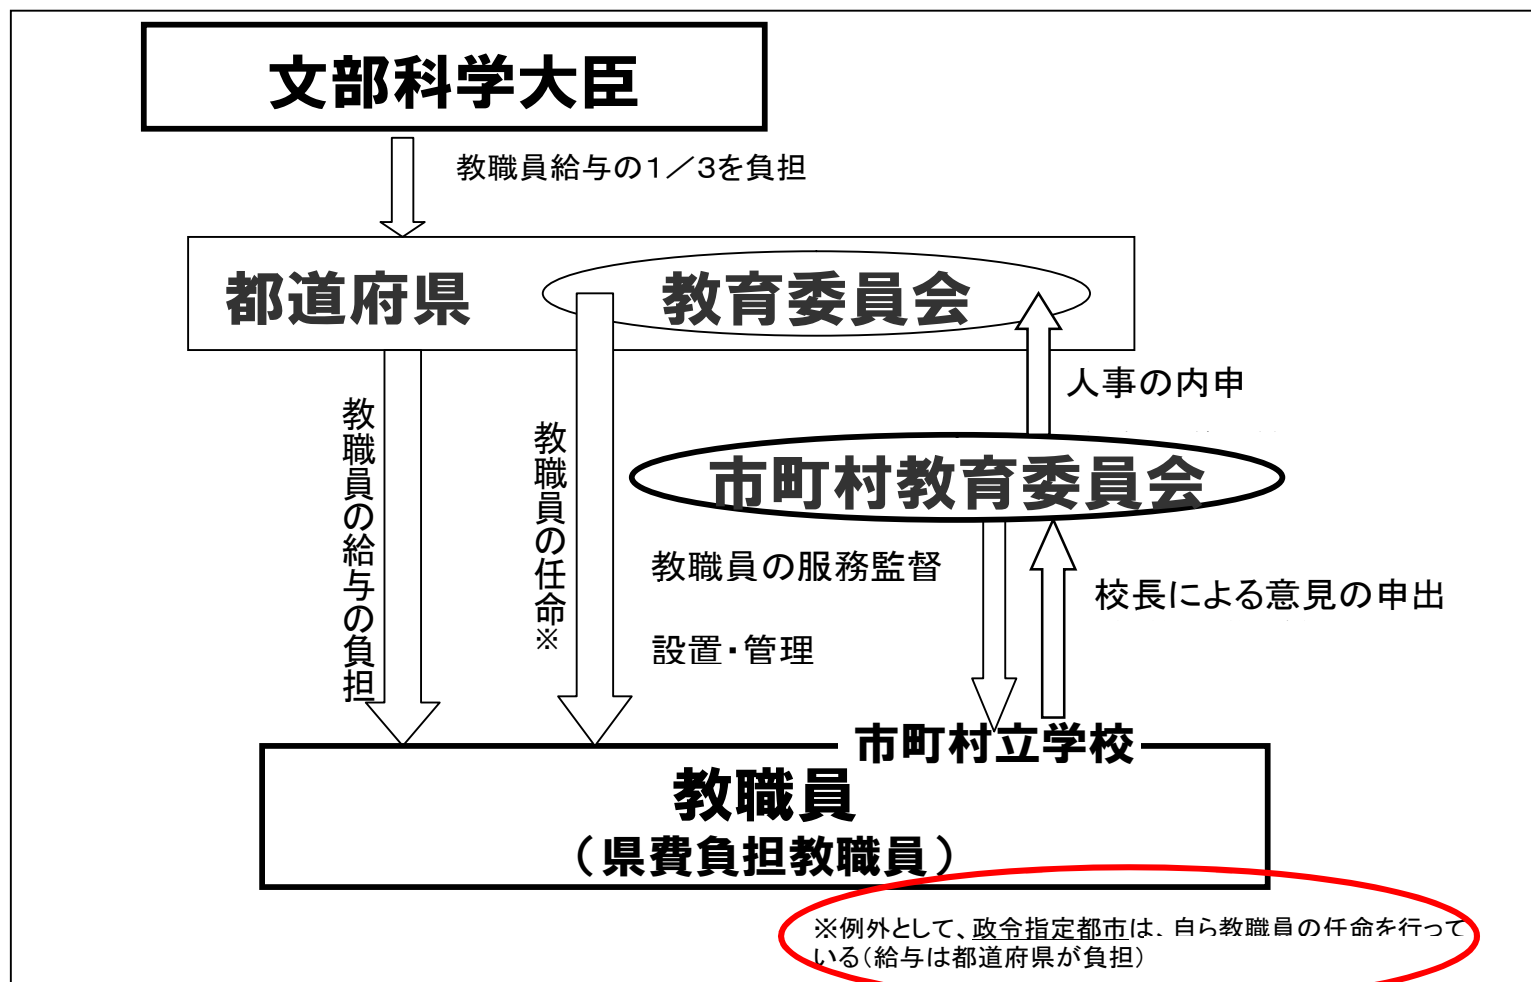 文部科学大臣
教職員給与の1／3を負担
都道府県
教育委員会
人事の内申
教職員の給与の負担
教職員の任命※
市町村教育委員会
教職員の服務監督
設置・管理
校長による意見の申出
市町村立学校
教職員
（県費負担教職員）
※例外として、政令指定都市は、自ら教職員の任命を行って
いる（給与は都道府県が負担）